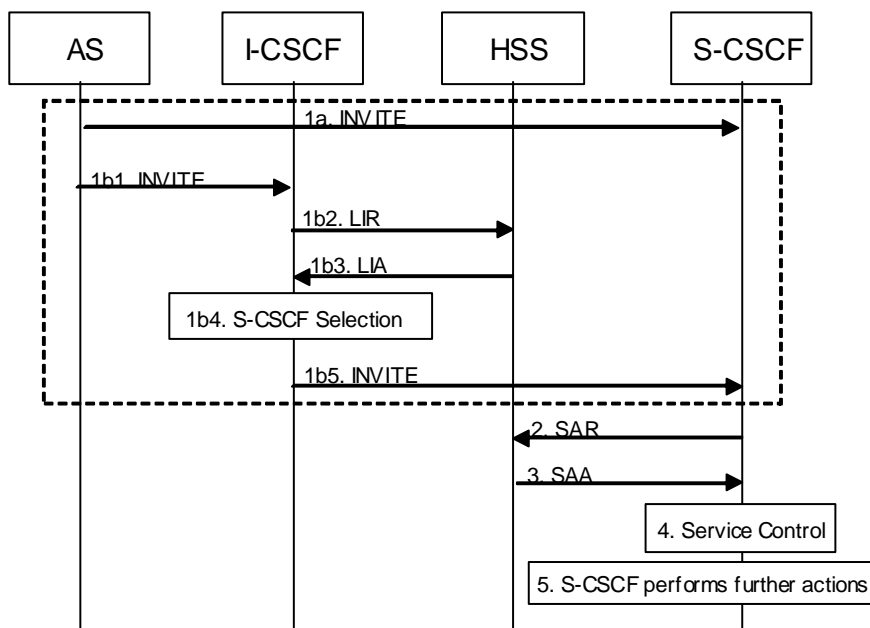 AS
I-CSCF
HSS
S-CSCF
1a. INVITE
1b1. INVITE
1b2. LIR
1b3. LIA
1b4. S-CSCF Selection
1b5. INVITE
2. SAR
3. SAA
4. Service Control
5. S-CSCF performs further actions